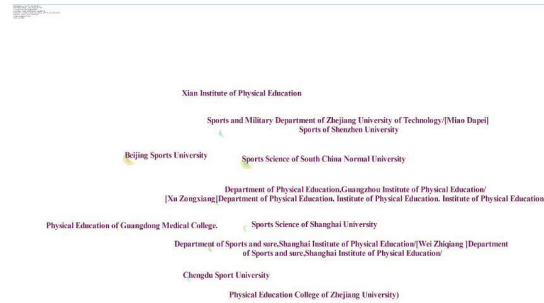 Xian Institute of Physical Education
Sports and Military Department of Zhejiang University of Technology/[Miao Dapei]
Sports of Shenzhen University
Beijing Sports University
Sports Science of South China Normal University
Department of Physical Education,Guangzhou Institute of Physical Education/
[Xu Zongxiang]Department of Physical Education. Institute of Physical Education. Institute of Physical Education
Physical Education of Guangdong Medical College.
Sports Science of Shanghai University
Department of Sports and sure,Shanghai Institute of Physical Education/[Wei Zhiqiang ]Department
of Sports and sure,Shanghai Institute of Physical Education/
Chengdu Sport University
Physical Education College of Zhejiang University)